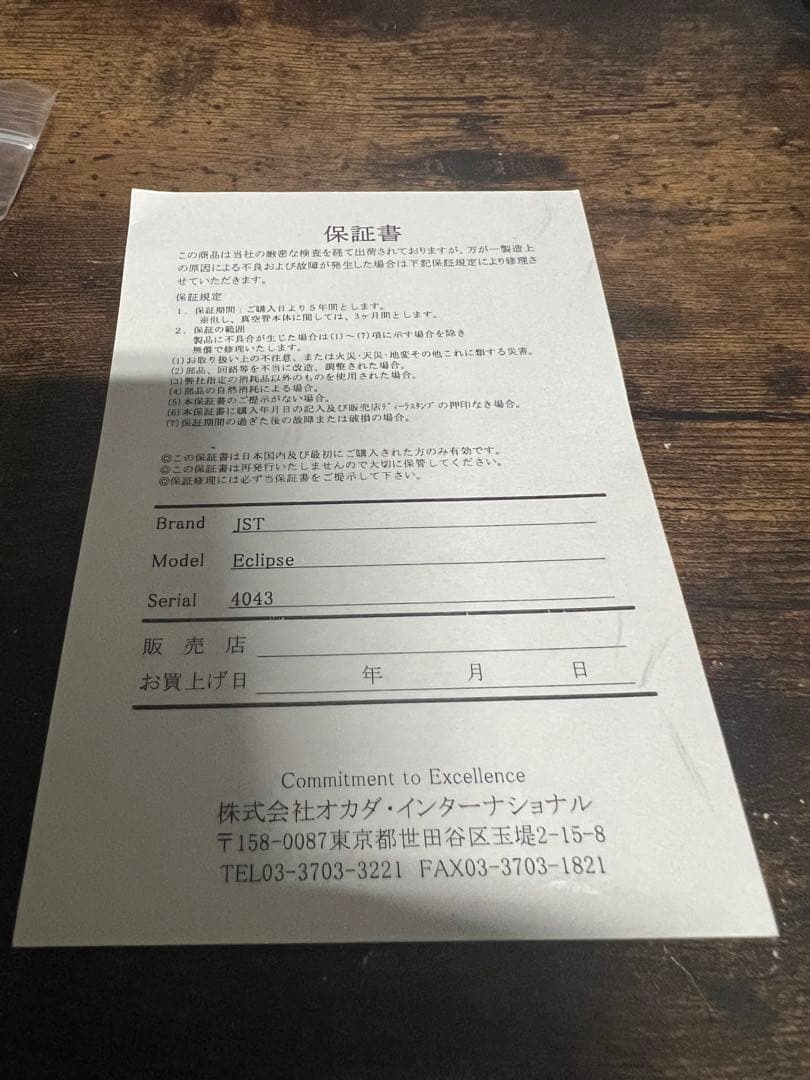 保証書
この商品は当社の厳密な検査を経て出荷されておりますが、万が一製造上
の原因による不良および故障が発生した場合は下記保証規定により修理さ
せていただきます。
保証規定
1．保証期間：ご購入日より5年間とします。
※但し、真空管本体に関しては、3ヶ月間とします。
2．保証の範囲
製品に不具合が生じた場合は(1)～(7)項に示す場合を除き
無償で修理いたします。
(1)お取り扱い上の不注意、または火災・天災・地変その他これに類する災害。
(2)部品、回路等を不当に改造、調整された場合。
(3)弊社指定の消耗品以外のものを使用された場合。
(4)部品の自然消耗による場合。
(5)本保証書のご提示がない場合。
(6)本保証書に購入年月日の記入及び販売店ﾃﾞｨｰﾗｽﾀﾝﾌﾟの押印なき場合。
(7)保証期間の過ぎた後の故障または破損の場合。
◎この保証書は日本国内及び最初にご購入された方のみ有効です。
◎この保証書は再発行いたしませんので大切に保管してください。
◎保証修理には必ず当保証書をご提示して下さい。
Brand JST
Model Eclipse
Serial 4043
販売店
お買上げ日 年 月 日
Commitment to Excellence
株式会社オカダ・インターナショナル
〒158-0087東京都世田谷区玉堤2-15-8
TEL03-3703-3221 FAX03-3703-1821